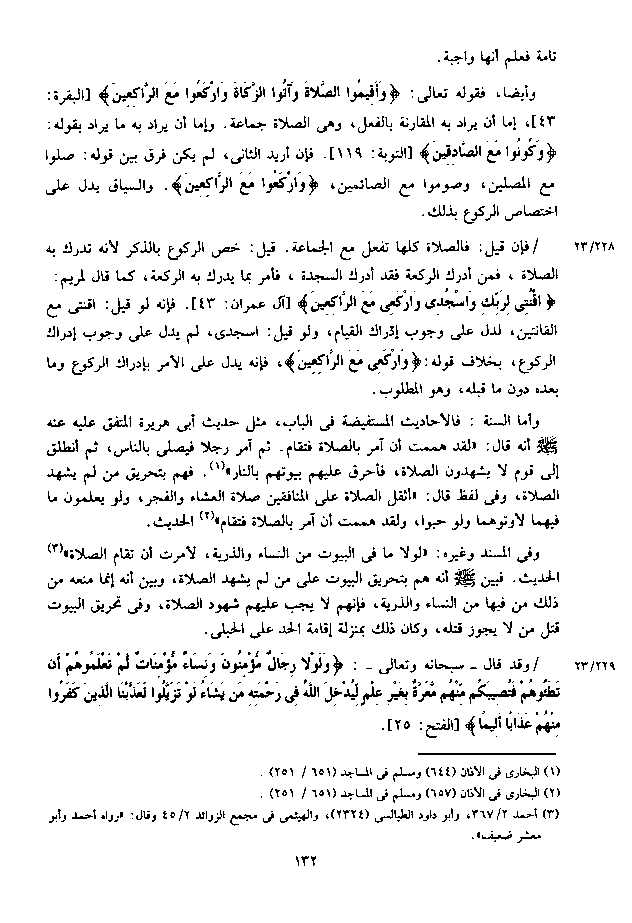 تامة فعلم أنها واجبة.
وأيضا، فقوله تعالى: ﴿وَأَقِيمُوا الصَّلاةَ وَآتُوا الزَّكَاةَ وَارْكَعُوا مَعَ الرَّاكِعِينَ﴾ [البقرة:
٤٣]، إما أن يراد به المقارنة بالفعل، وهى الصلاة جماعة. وإما أن يراد به ما يراد بقوله:
﴿وَكُونُوا مَعَ الصَّادِقِينَ﴾ [التوبة: ١١٩]. فإن أريد الثانى، لم يكن فرق بين قوله: صلوا
مع المصلين، وصوموا مع الصائمين، ﴿وَارْكَعُوا مَعَ الرَّاكِعِينَ﴾. والسياق يدل على
اختصاص الركوع بذلك.
٢٣/٢٢٨ / فإن قيل: فالصلاة كلها تفعل مع الجماعة. قيل: خص الركوع بالذكر لأنه تدرك به
الصلاة ، فمن أدرك الركعة فقد أدرك السجدة ، فأمر بما يدرك به الركعة، كما قال لمريم:
﴿ اقْنُتِي لِرَبِّكِ وَاسْجُدِى وَارْكَعِى مَعَ الرَّاكِعِينَ﴾ [آل عمران: ٤٣]. فإنه لو قيل: اقنتى مع
القانتين، لدل على وجوب إدراك القيام، ولو قيل: اسجدى، لم يدل على وجوب إدراك
الركوع، بخلاف قوله: ﴿وَارْكَعِى مَعَ الرَّاكِعِينَ﴾، فإنه يدل على الأمر بإدراك الركوع وما
بعده دون ما قبله، وهو المطلوب.
وأما السنة : فالأحاديث المستفيضة فى الباب، مثل حديث أبى هريرة المتفق عليه عنه
ﷺ أنه قال: «لقد هممت أن آمر بالصلاة فتقام. ثم آمر رجلا فيصلى بالناس، ثم أنطلق
إلى قوم لا يشهدون الصلاة، فأحرق عليهم بيوتهم بالنار»(١). فهم بتحريق من لم يشهد
الصلاة، وفى لفظ قال: «أثقل الصلاة على المنافقين صلاة العشاء والفجر، ولو يعلمون ما
فيهما لأتوهما ولو حبوا، ولقد هممت أن آمر بالصلاة فتقام»(٢) الحديث.
وفى المسند وغيره: «لولا ما فى البيوت من النساء والذرية، لأمرت أن تقام الصلاة»(٣)
الحديث. فبين ﷺ أنه هم بتحريق البيوت على من لم يشهد الصلاة، وبين أنه إنما منعه من
ذلك من فيها من النساء والذرية، فإنهم لا يجب عليهم شهود الصلاة، وفى تحريق البيوت
قتل من لا يجوز قتله، وكان ذلك بمنزلة إقامة الحد على الحبلى.
٢٣/٢٢٩ / وقد قال ـ سبحانه وتعالى ـ : ﴿وَلَوْلا رِجَالٌ مُّؤْمِنُونَ وَنِسَاءٌ مُّؤْمِنَاتٌ لَّمْ تَعْلَمُوهُمْ أَن
تَطَئُوهُمْ فَتُصِيبَكُم مِّنْهُم مَّعَرَّةٌ بِغَيْرِ عِلْمٍ لِيُدْخِلَ اللَّهُ فِي رَحْمَتِهِ مَن يَشَاءُ لَوْ تَزَيَّلُوا لَعَذَّبْنَا الَّذِينَ كَفَرُوا
مِنْهُمْ عَذَابًا أَلِيمًا﴾ [الفتح: ٢٥].
(١) البخارى فى الأذان (٦٤٤) ومسلم فى المساجد (٦٥١ / ٢٥١) .
(٢) البخارى فى الأذان (٦٥٧) ومسلم فى المساجد (٦٥١ / ٢٥١) .
(٣) أحمد ٢/ ٣٦٧، وأبو داود الطيالسى (٢٣٢٤)، والهيثمى فى مجمع الزوائد ٢/ ٤٥ وقال: «رواه أحمد وأبو
معشر ضعيف».
١٣٢